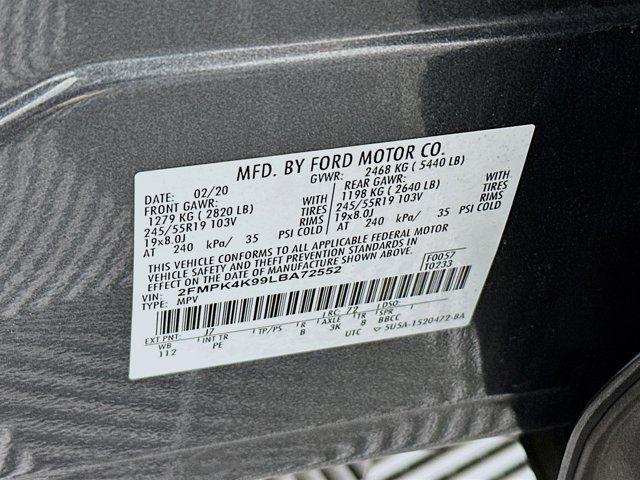 MFD. BY FORD MOTOR CO.
DATE: 02/20 GVWR: 2468 KG ( 5440 LB)
FRONT GAWR: WITH REAR GAWR: WITH
1279 KG ( 2820 LB) TIRES 1198 KG ( 2640 LB) TIRES
245/55R19 103V RIMS 245/55R19 103V RIMS
19x8.0J 19x8.0J
AT 240 kPa/ 35 PSI COLD AT 240 kPa/ 35 PSI COLD
THIS VEHICLE CONFORMS TO ALL APPLICABLE FEDERAL MOTOR
VEHICLE SAFETY AND THEFT PREVENTION STANDARDS IN
EFFECT ON THE DATE OF MANUFACTURE SHOWN ABOVE.
VIN: 2FMPK4K99LBA72552 F0057
TYPE: MPV T0233
EXT PNT: J7 LRC: 72 LDSO:
WB INT TR TP/PS R AXLE TR SPR
112 PE B 3K 8 BBCC
UTC 5U5A-1520472-BA